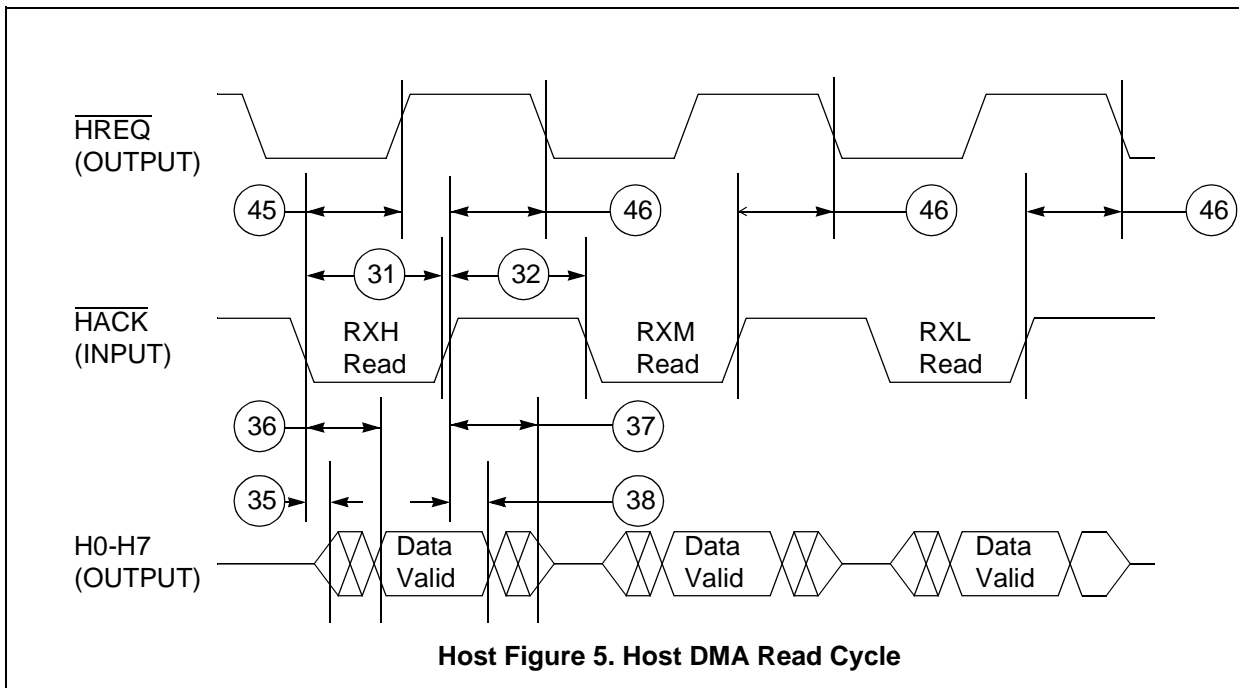 HREQ
(OUTPUT)
45
46
46
46
31
32
HACK
(INPUT)
RXH
Read
RXM
Read
RXL
Read
36
37
35
38
H0-H7
(OUTPUT)
Data
Valid
Data
Valid
Data
Valid
Host Figure 5. Host DMA Read Cycle